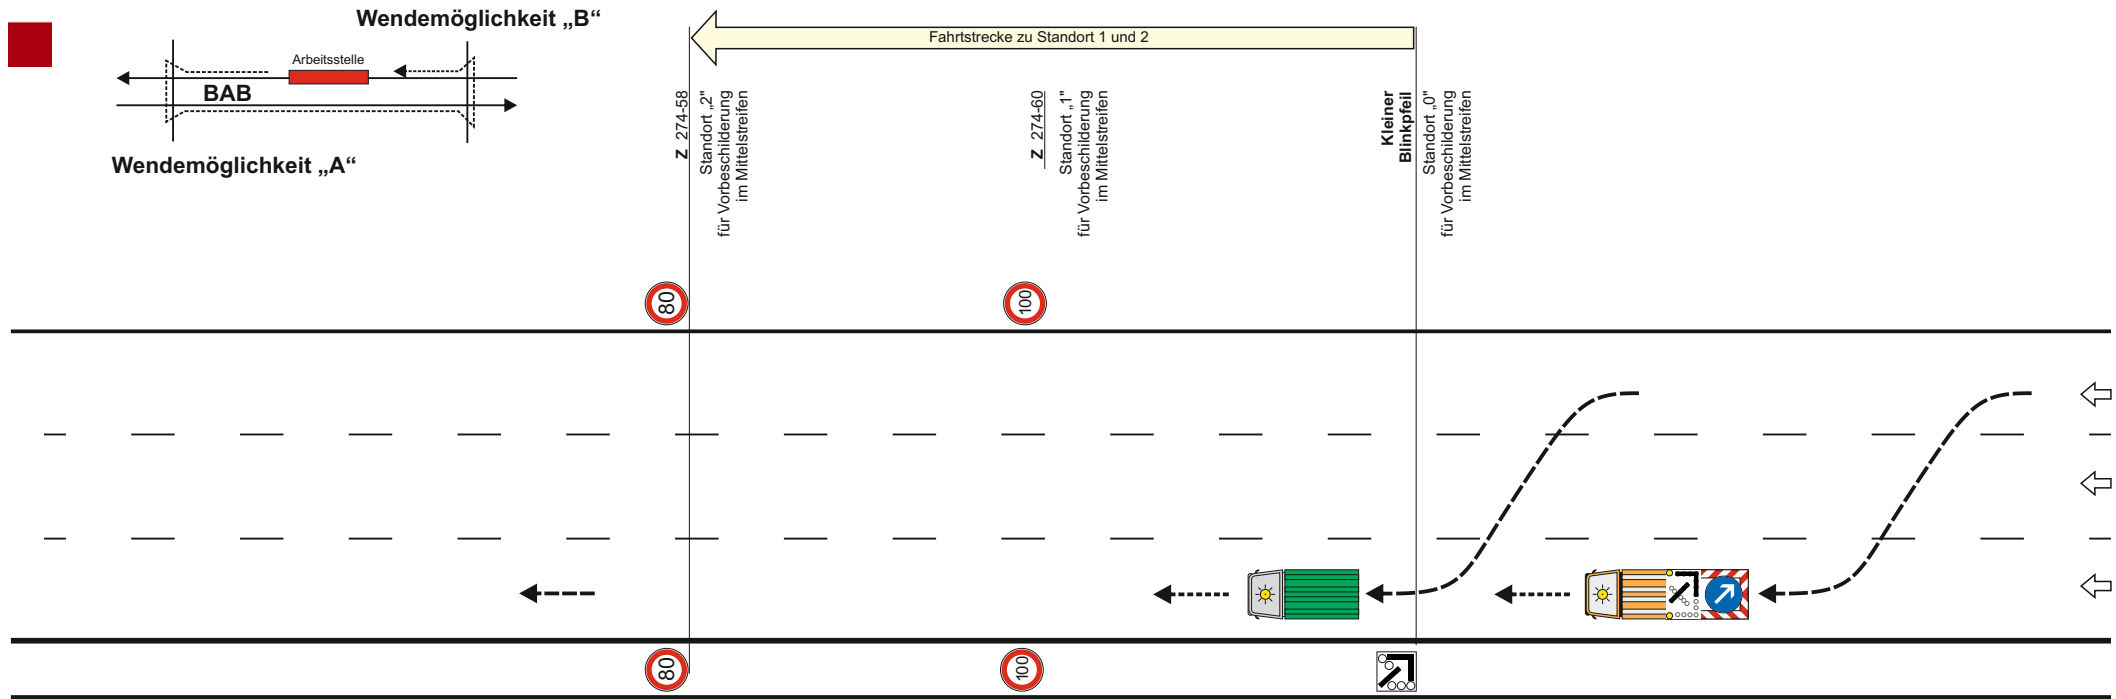 Wendemöglichkeit „B“
Arbeitsstelle
BAB
Wendemöglichkeit „A“
Fahrtstrecke zu Standort 1 und 2
Z 274-58
Standort „2"
für Vorbeschilderung
im Mittelstreifen
Z 274-60
Standort „1"
für Vorbeschilderung
im Mittelstreifen
Kleiner
Blinkpfeil
Standort „0"
für Vorbeschilderung
im Mittelstreifen
80
100
80
100